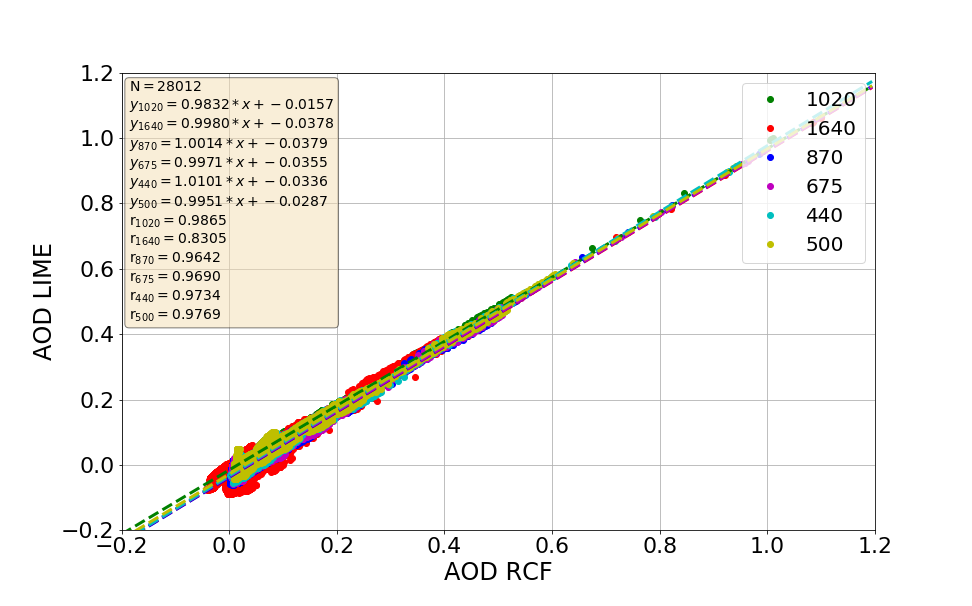 N = 28012
y1020 = 0.9832 * x + −0.0157
y1640 = 0.9980 * x + −0.0378
y870 = 1.0014 * x + −0.0379
y675 = 0.9971 * x + −0.0355
y440 = 1.0101 * x + −0.0336
y500 = 0.9951 * x + −0.0287
r1020 = 0.9865
r1640 = 0.8305
r870 = 0.9642
r675 = 0.9690
r440 = 0.9734
r500 = 0.9769
1020
1640
870
675
440
500
AOD LIME
1.2
1.0
0.8
0.6
0.4
0.2
0.0
−0.2
−0.2 0.0 0.2 0.4 0.6 0.8 1.0 1.2
AOD RCF